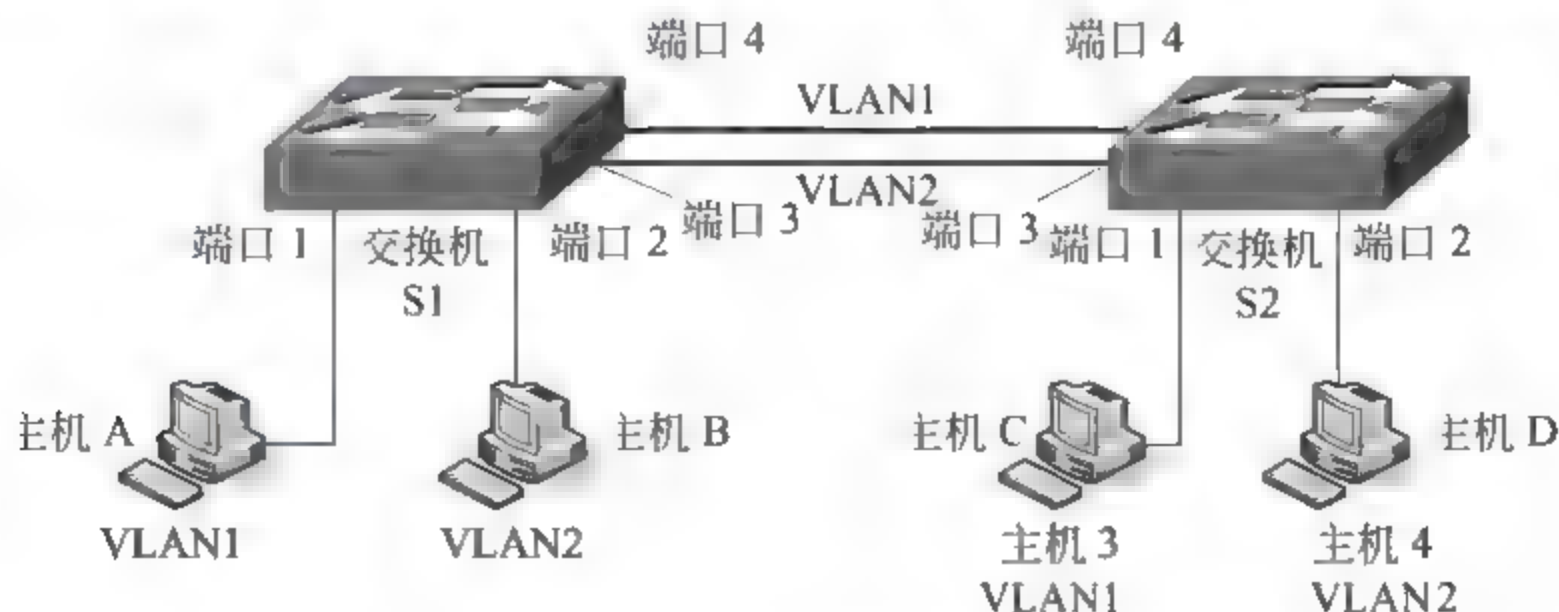 端口 4
端口 4
VLAN1
VLAN2
端口 3
端口 3
端口 1
交换机
S1
端口 2
端口 1
交换机
S2
端口 2
主机 A
主机 B
主机 C
主机 D
VLAN1
VLAN2
主机 3
VLAN1
主机 4
VLAN2